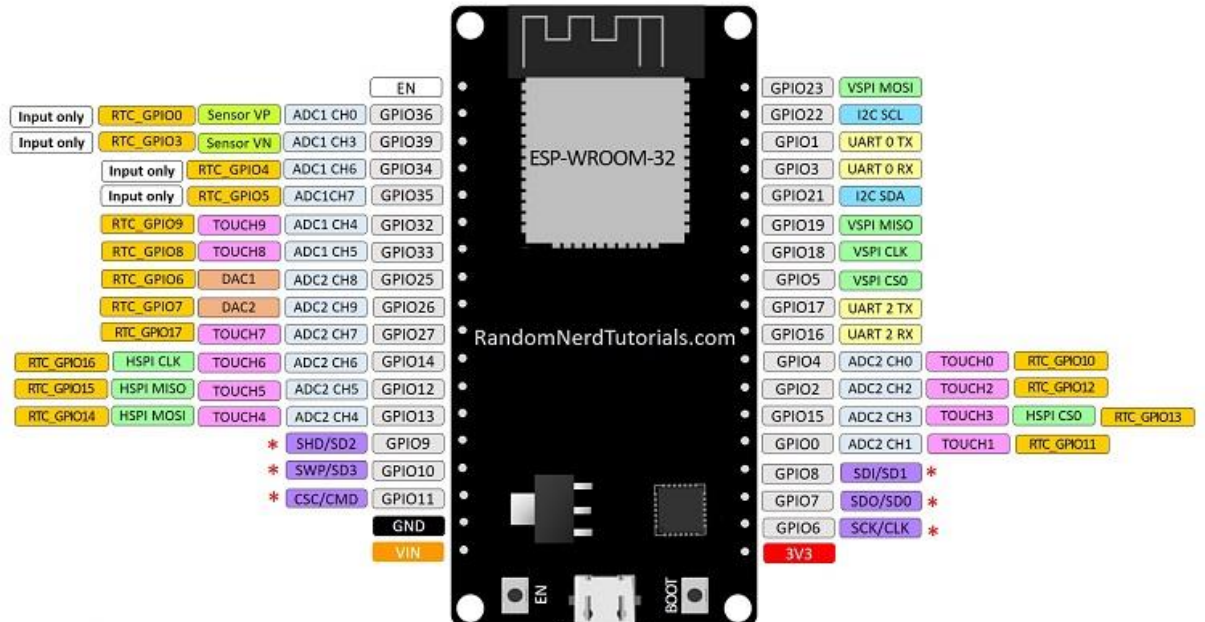 EN
Input only RTC_GPIO0 Sensor VP ADC1 CH0 GPIO36
Input only RTC_GPIO3 Sensor VN ADC1 CH3 GPIO39
Input only RTC_GPIO4 ADC1 CH6 GPIO34
Input only RTC_GPIO5 ADC1CH7 GPIO35
RTC_GPIO9 TOUCH9 ADC1 CH4 GPIO32
RTC_GPIO8 TOUCH8 ADC1 CH5 GPIO33
RTC_GPIO6 DAC1 ADC2 CH8 GPIO25
RTC_GPIO7 DAC2 ADC2 CH9 GPIO26
RTC_GPIO17 TOUCH7 ADC2 CH7 GPIO27
RTC_GPIO16 HSPI CLK TOUCH6 ADC2 CH6 GPIO14
RTC_GPIO15 HSPI MISO TOUCH5 ADC2 CH5 GPIO12
RTC_GPIO14 HSPI MOSI TOUCH4 ADC2 CH4 GPIO13
* SHD/SD2 GPIO9
* SWP/SD3 GPIO10
* CSC/CMD GPIO11
GND
VIN
ESP-WROOM-32
RandomNerdTutorials.com
EN
BOOT
GPIO23 VSPI MOSI
GPIO22 I2C SCL
GPIO1 UART 0 TX
GPIO3 UART 0 RX
GPIO21 I2C SDA
GPIO19 VSPI MISO
GPIO18 VSPI CLK
GPIO5 VSPI CS0
GPIO17 UART 2 TX
GPIO16 UART 2 RX
GPIO4 ADC2 CH0 TOUCH0 RTC_GPIO10
GPIO2 ADC2 CH2 TOUCH2 RTC_GPIO12
GPIO15 ADC2 CH3 TOUCH3 HSPI CS0 RTC_GPIO13
GPIO0 ADC2 CH1 TOUCH1 RTC_GPIO11
GPIO8 SDI/SD1 *
GPIO7 SDO/SD0 *
GPIO6 SCK/CLK *
3V3